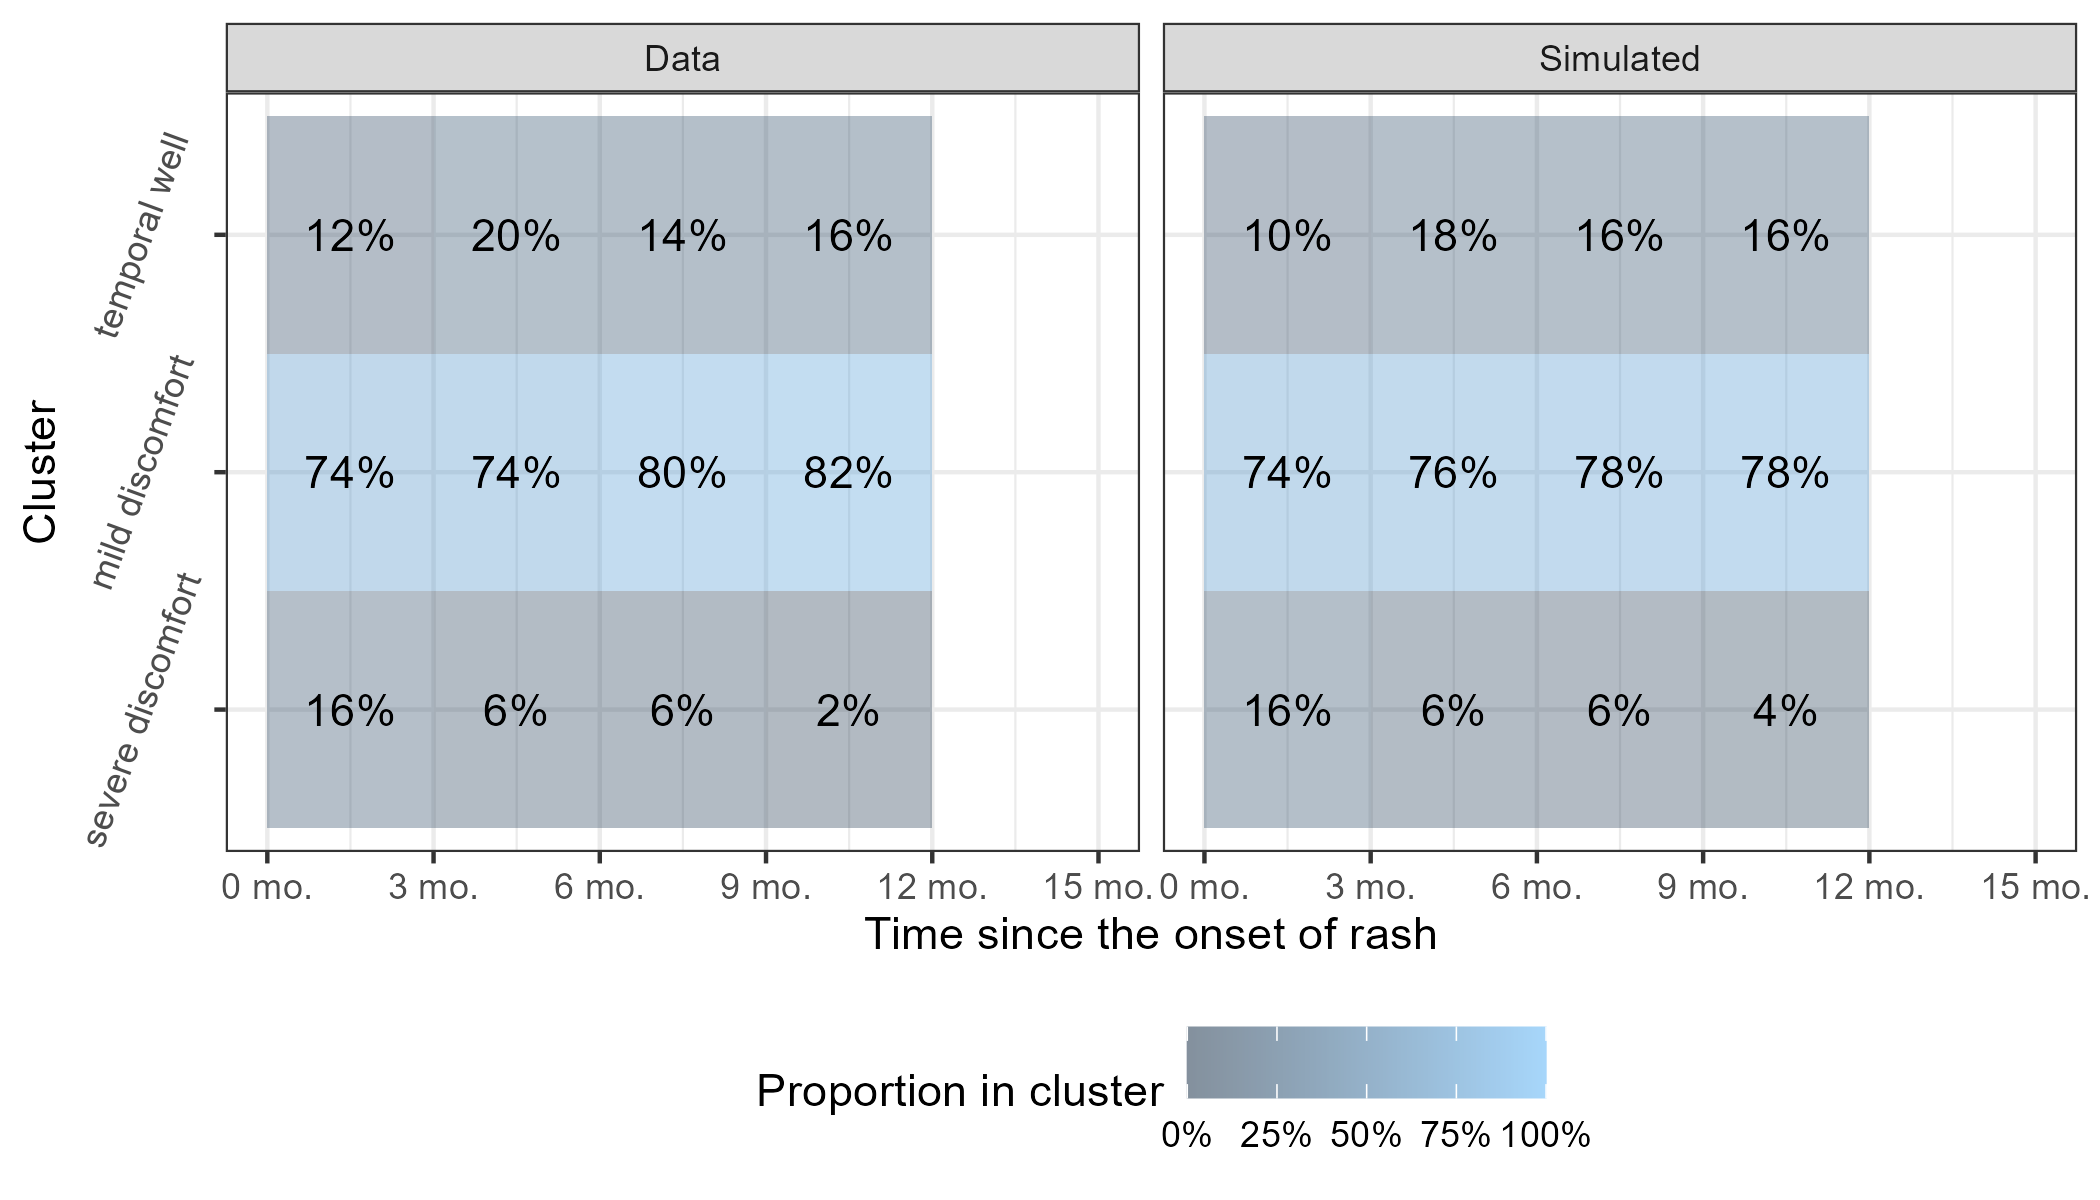 Data Simulated
temporal well
12% 20% 14% 16% 10% 18% 16% 16%
Cluster
mild discomfort
74% 74% 80% 82% 74% 76% 78% 78%
severe discomfort
16% 6% 6% 2% 16% 6% 6% 4%
0 mo. 3 mo. 6 mo. 9 mo. 12 mo. 15 mo. 0 mo. 3 mo. 6 mo. 9 mo. 12 mo. 15 mo.
Time since the onset of rash
Proportion in cluster
0% 25% 50% 75% 100%